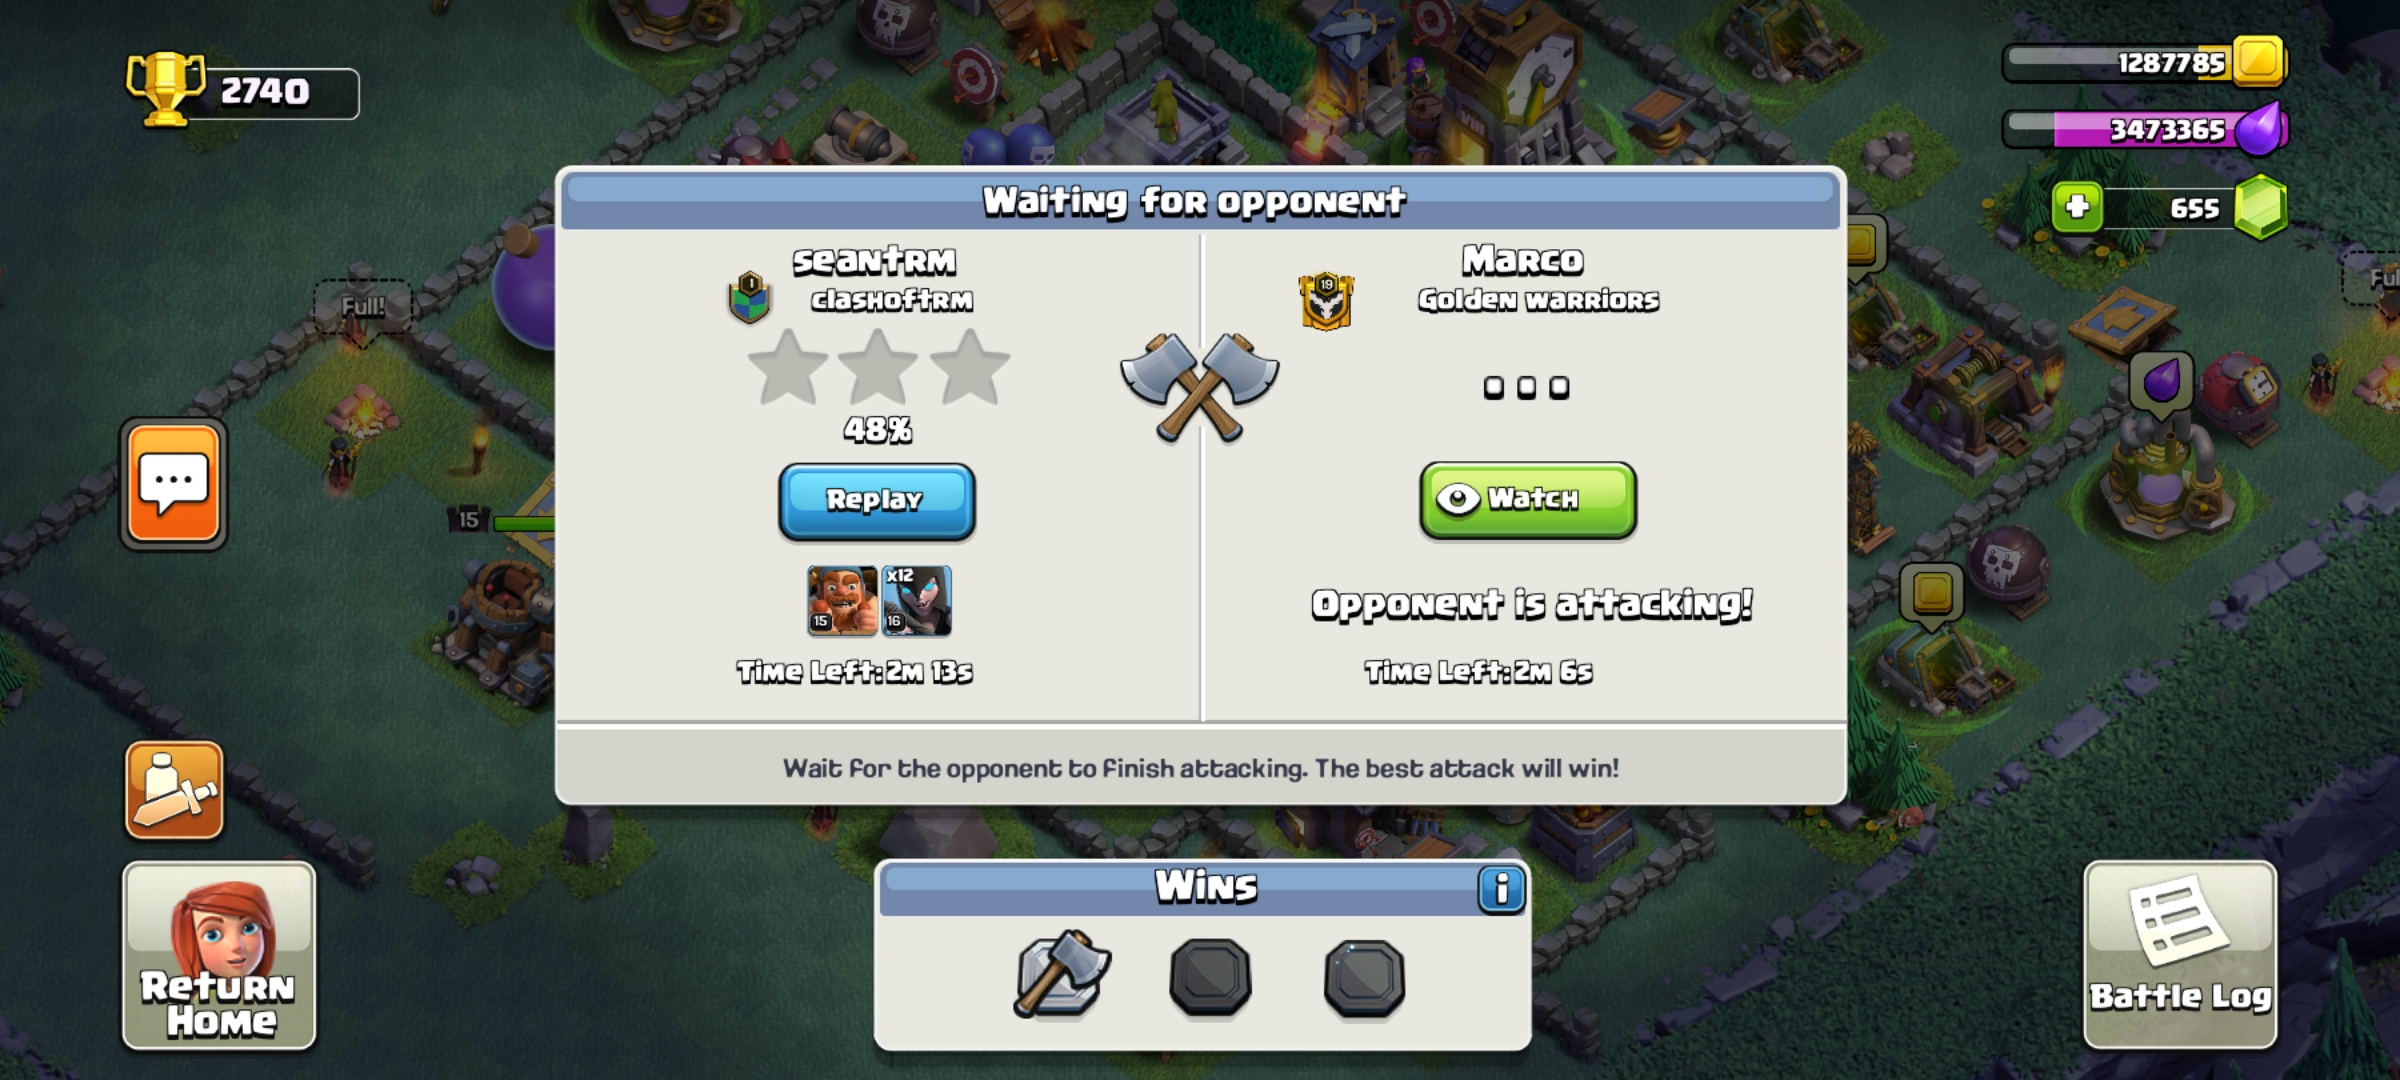 2740
1287785
3473365
655
Waiting for opponent
seantrm
clashoftrm
48%
Replay
x12
15
16
Time Left: 2m 13s
1
19
Marco
Golden warriors
Watch
Opponent is attacking!
Time Left: 2m 6s
Wait for the opponent to finish attacking. The best attack will win!
Full!
15
Wins
i
Return
Home
Battle Log